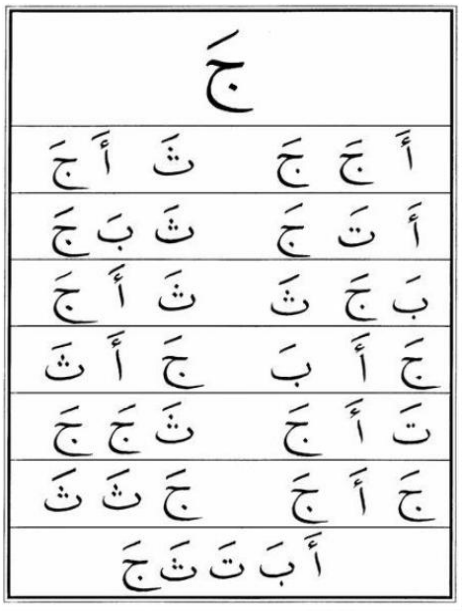 جَ
أَ جَ جَ ثَ أَ جَ
أَ تَ جَ ثَ بَ جَ
بَ جَ ثَ ثَ أَ جَ
جَ أَ بَ جَ أَ ثَ
تَ أَ جَ ثَ جَ جَ
جَ أَ جَ جَ ثَ ثَ
أَ بَ تَ ثَ جَ